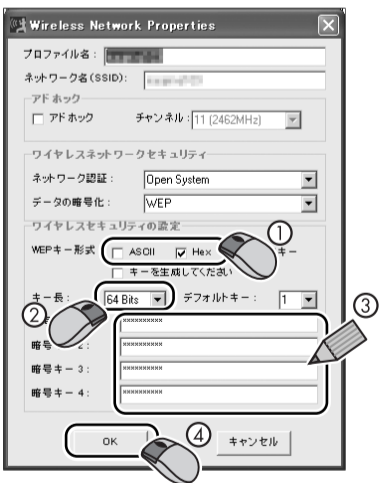 Wireless Network Properties
プロファイル名：
ネットワーク名(SSID):
アドホック
アドホック チャンネル： 11 (2462MHz)
ワイヤレスネットワークセキュリティ
ネットワーク認証： Open System
データの暗号化： WEP
ワイヤレスセキュリティの設定
①
WEPキー形式 ASCII Hex キー
キーを生成してください
キー長： 64 Bits デフォルトキー： 1
②
③
**********
2： **********
暗号キー 3： **********
暗号キー 4： **********
OK
④
キャンセル